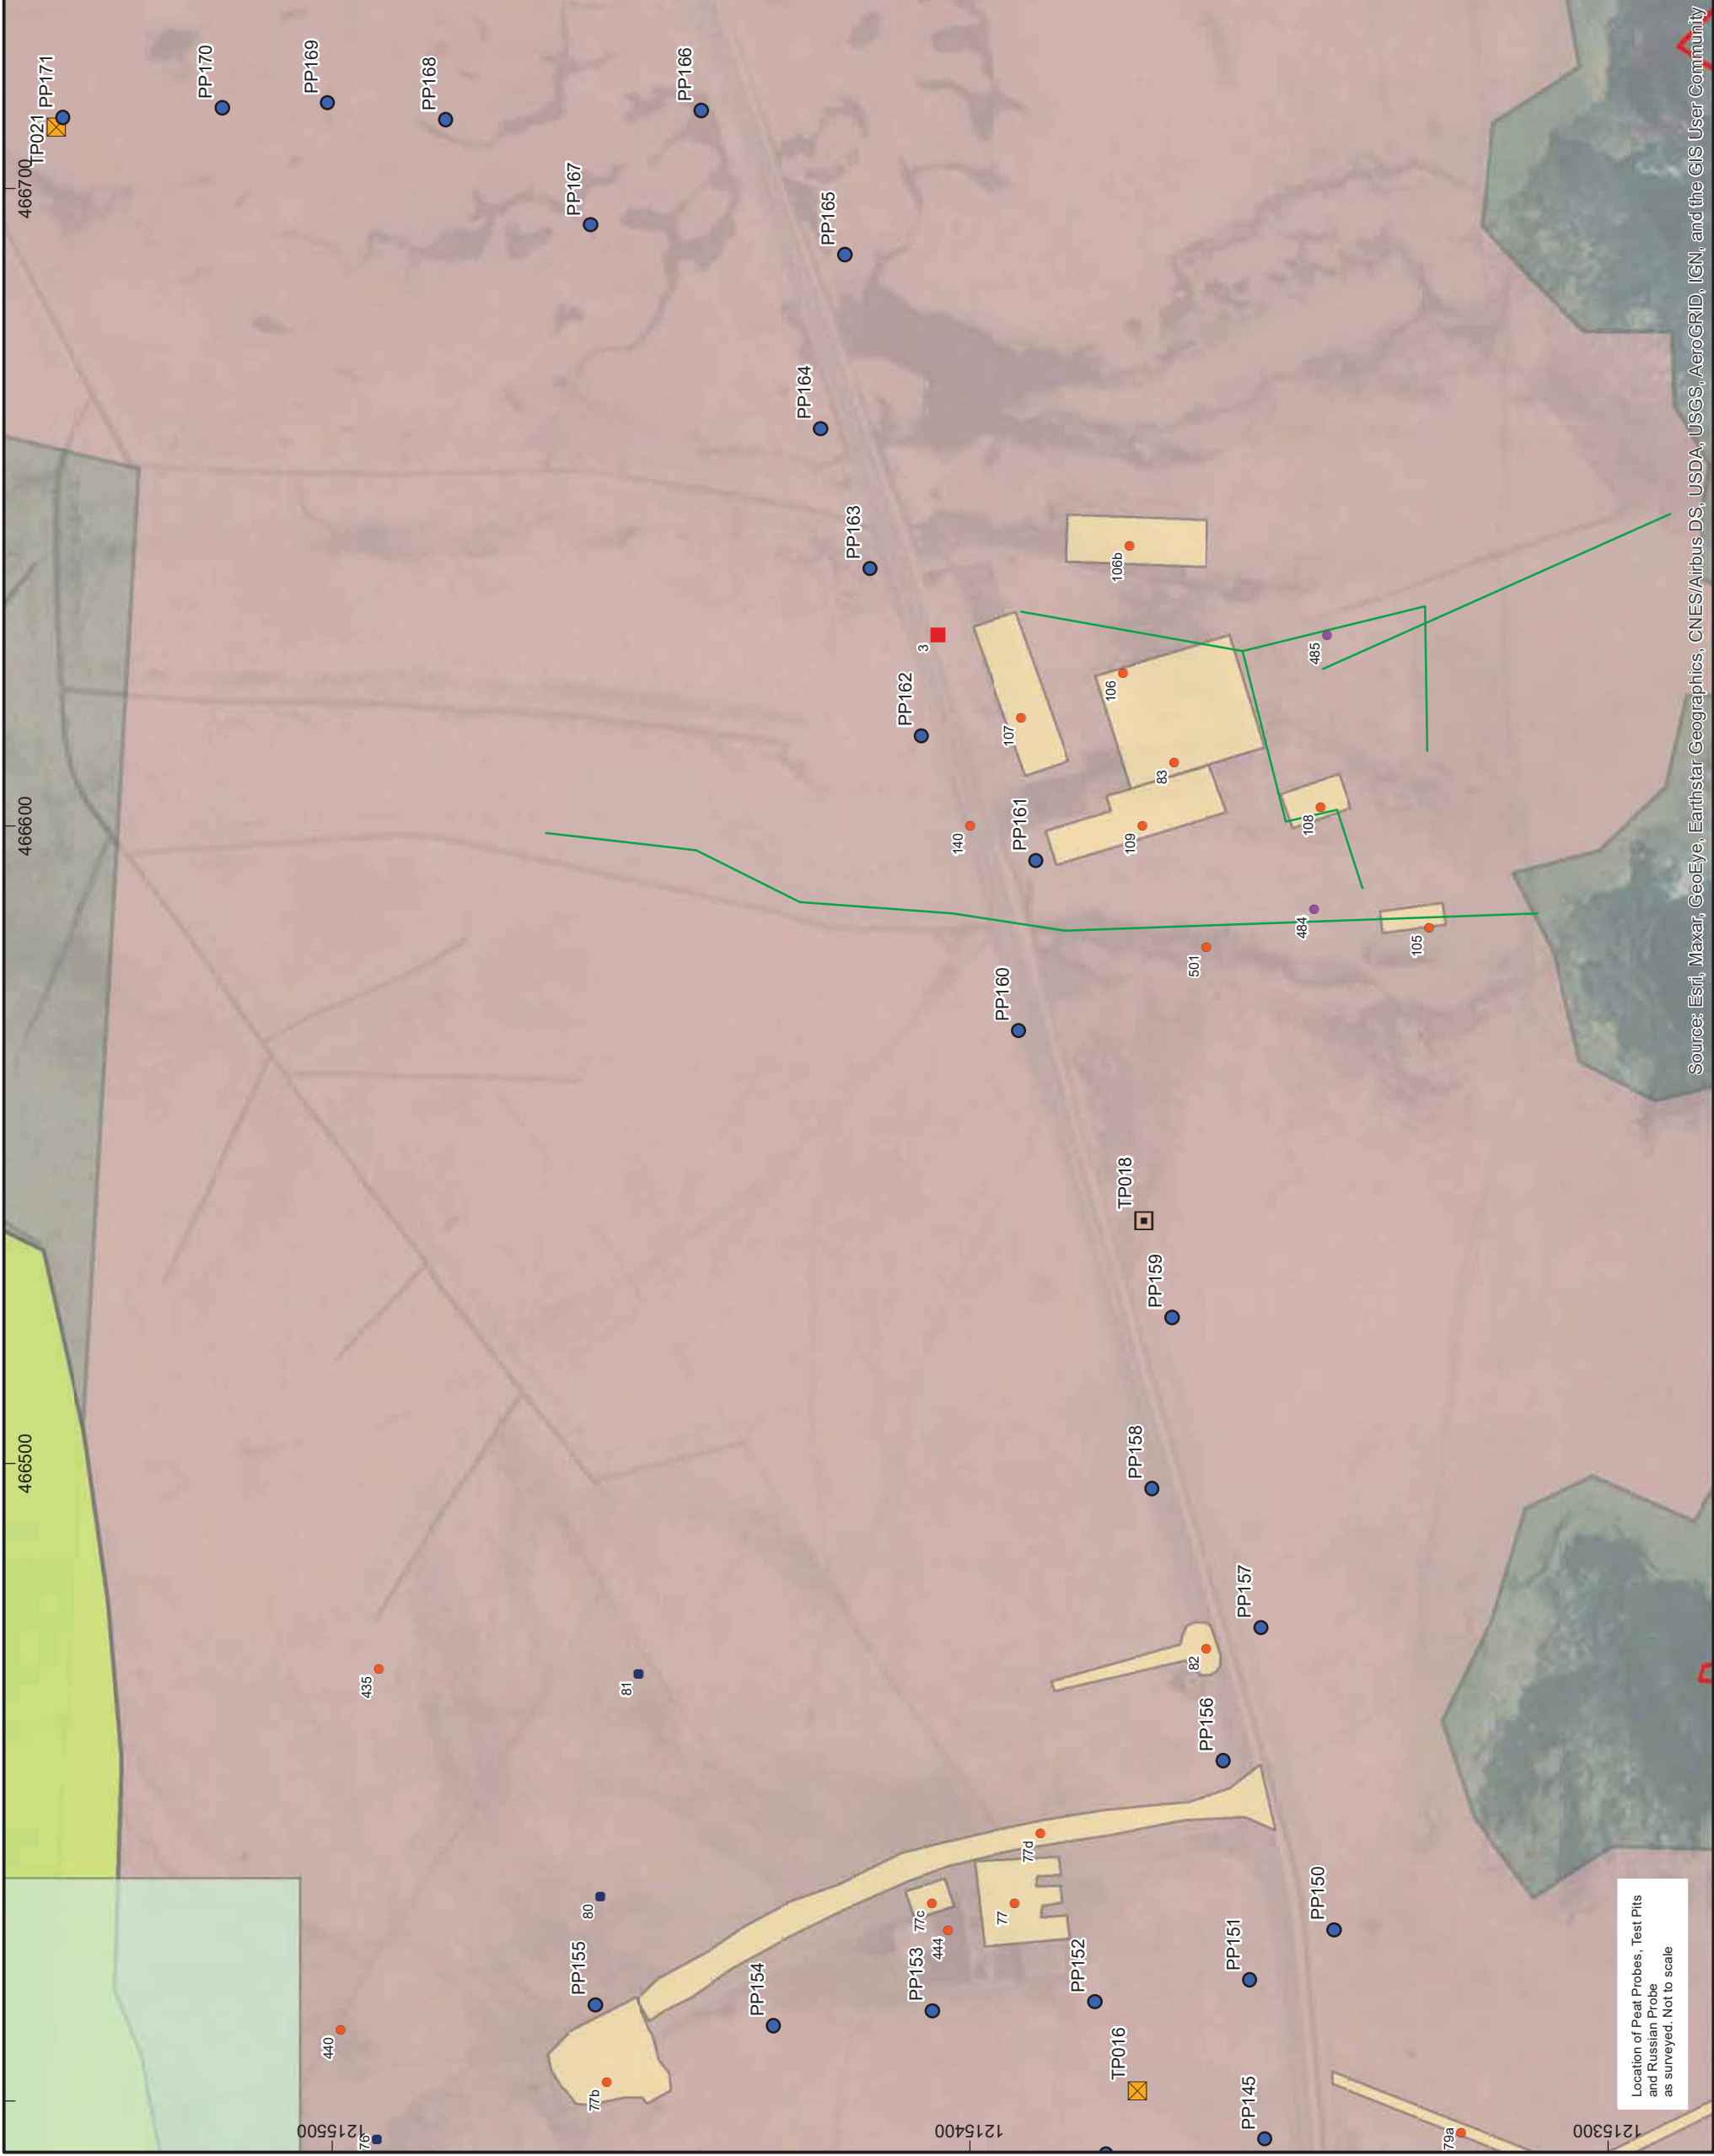 466500
466600
466700
TP021
PP171
PP170
PP169
1215500
440
76
435
PP168
PP155
80
77b
81
PP167
PP166
PP154
PP164
PP165
PP163
PP162
3
PP153
77c
444
1215400
140
PP160
PP161
77
107
77d
PP152
TP016
TP018
106
106b
PP158
109
PP159
83
82
501
PP156
PP151
PP145
PP157
484
108
485
PP150
105
79a
1215300
Location of Peat Probes, Test Pits
and Russian Probe
as surveyed. Not to scale
Source: Esri, Maxar, GeoEye, Earthstar Geographics, CNES/Airbus DS, USDA, USGS, AeroGRID, IGN, and the GIS User Community